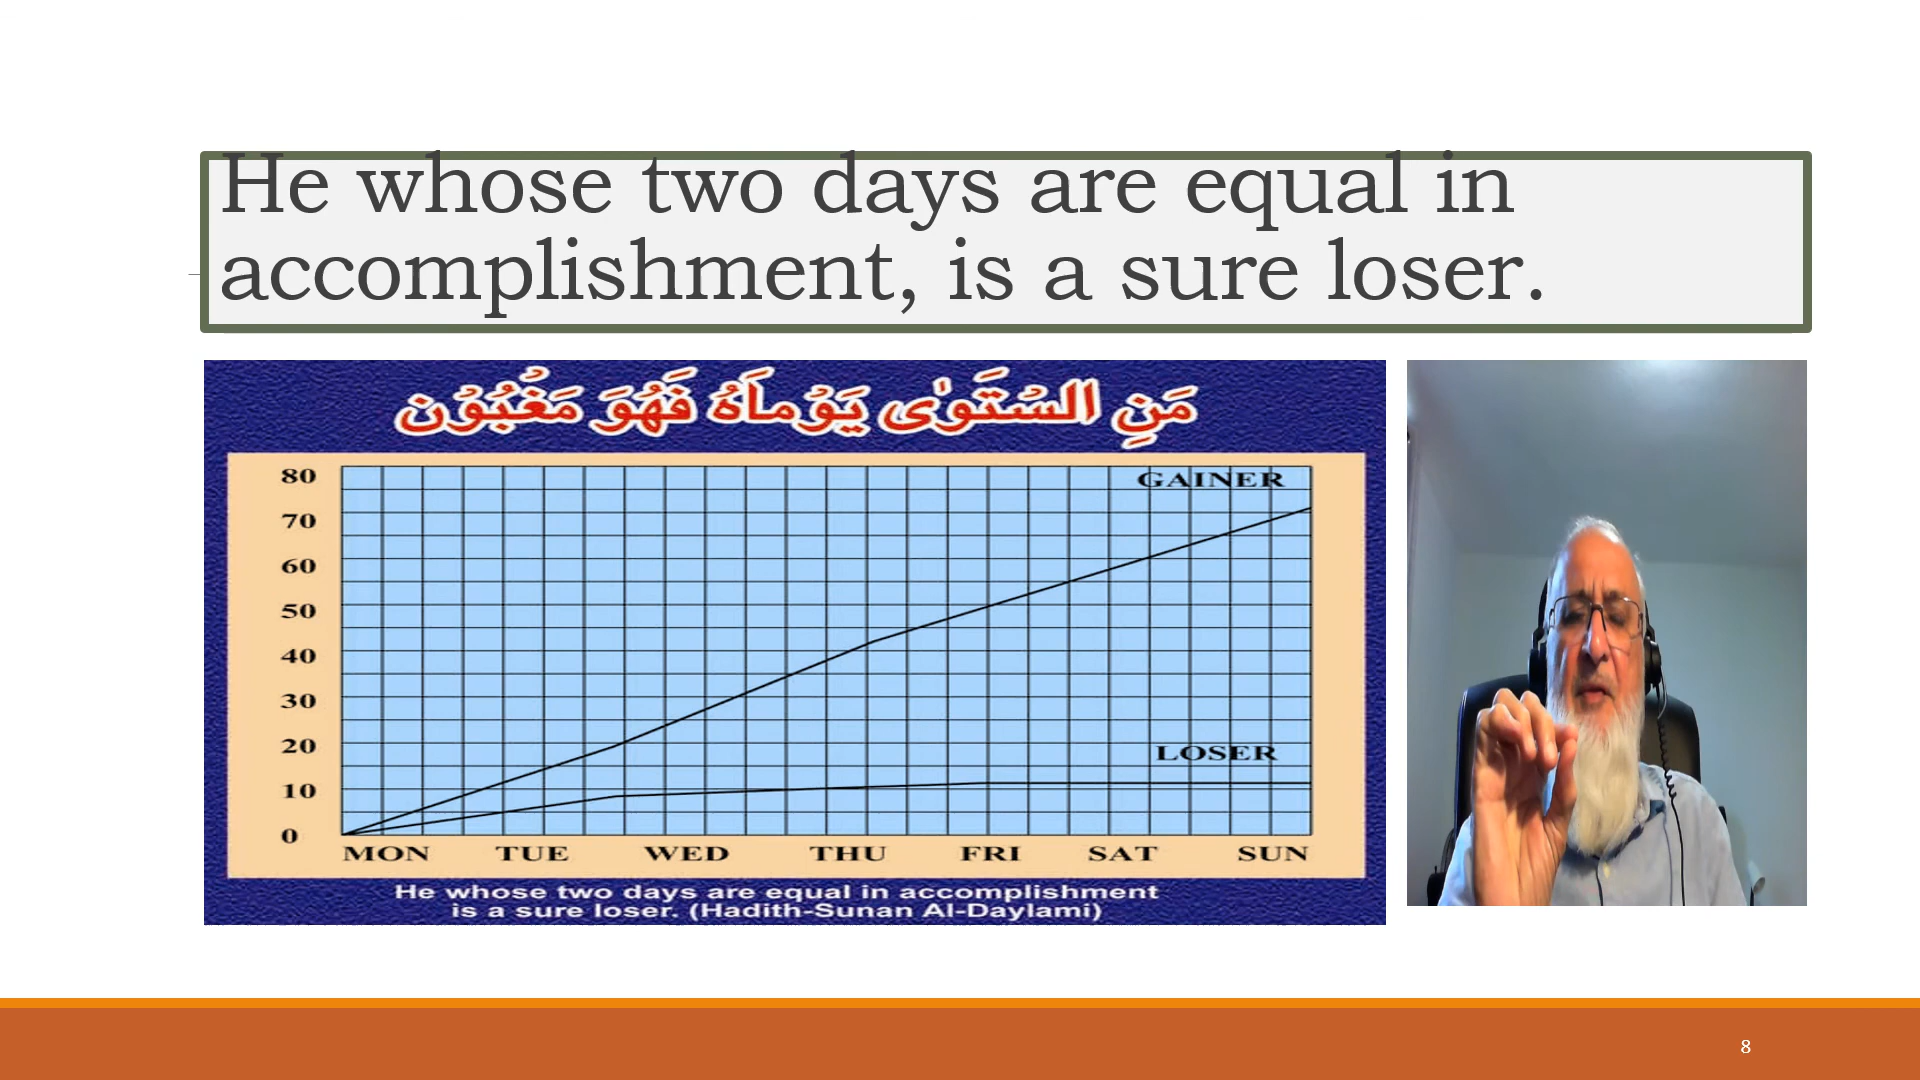 He whose two days are equal in
accomplishment, is a sure loser.
مَنِ السْتَوٰى يَوْماَهُ فَهُوَ مَغْبُوْن
80
GAINER
70
60
50
40
30
20
LOSER
10
0
MON TUE WED THU FRI SAT SUN
He whose two days are equal in accomplishment
is a sure loser. (Hadith-Sunan Al-Daylami)
8